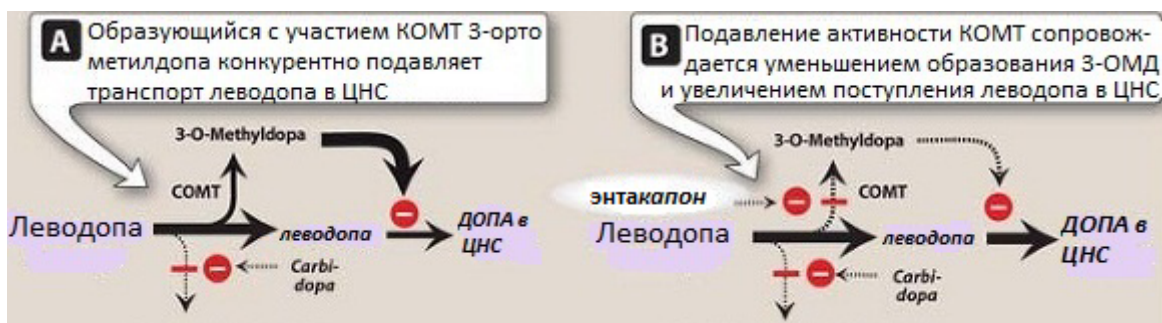 A Образующийся с участием КОМТ 3-орто
метилдопа конкурентно подавляет
транспорт леводопа в ЦНС
3-O-Methyldopa
COMT
Леводопа
леводопа
ДОПА в
ЦНС
Carbi-
dopa
B Подавление активности КОМТ сопровож-
дается уменьшением образования 3-ОМД
и увеличением поступления леводопа в ЦНС
3-O-Methyldopa
энтакапон
COMT
Леводопа
леводопа
ДОПА в
ЦНС
Carbi-
dopa